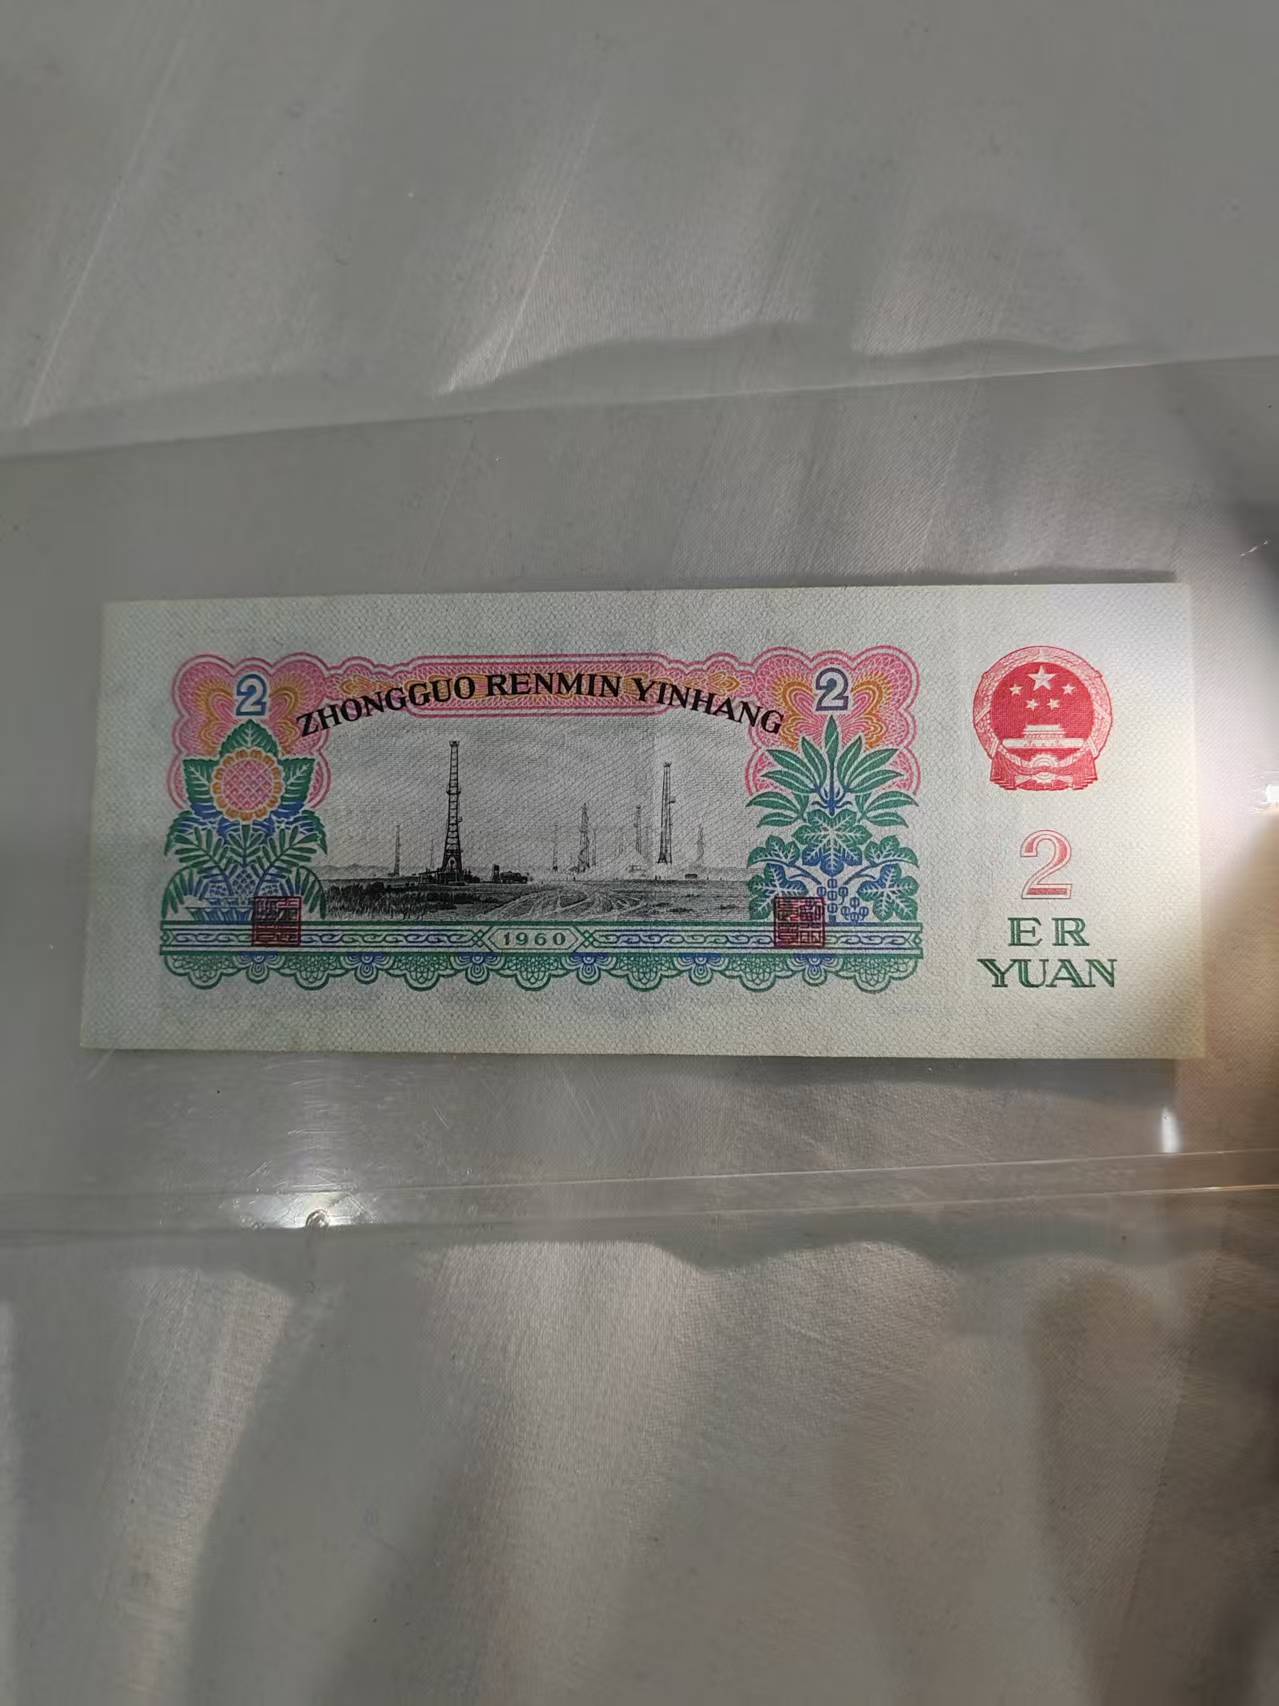 2
2
ZHONGGUO RENMIN YINHANG
1960
2
ER
YUAN